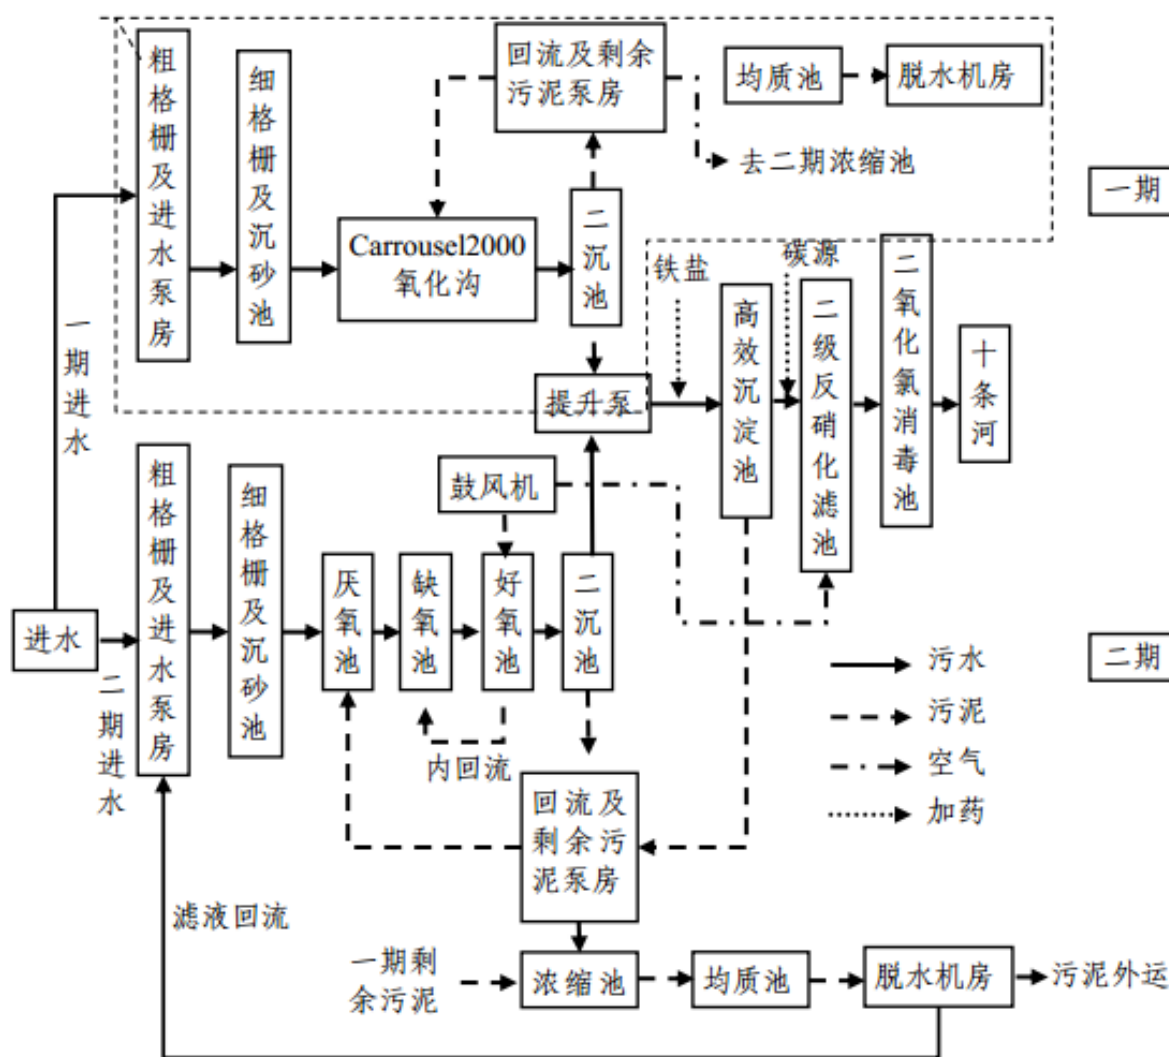 粗格栅及进水泵房
细格栅及沉砂池
回流及剩余
污泥泵房
均质池
脱水机房
去二期浓缩池
一期
Carrousel2000
氧化沟
二沉池
铁盐
碳源
高效沉淀池
二级反硝化滤池
二氧化氯消毒池
十条河
一期进水
提升泵
鼓风机
粗格栅及进水泵房
细格栅及沉砂池
厌氧池
缺氧池
好氧池
二沉池
进水
二期进水
内回流
污水
污泥
空气
加药
二期
回流及
剩余污
泥泵房
滤液回流
一期剩
余污泥
浓缩池
均质池
脱水机房
污泥外运